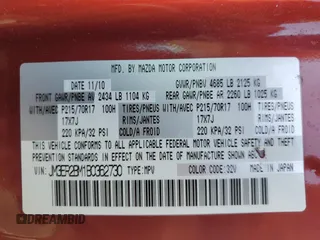 MFD. BY MAZDA MOTOR CORPORATION
DATE 11/10 GVWR/PNBV 4685 LB 2125 KG
FRONT GAWR/PNBE AV 2434 LB 1104 KG REAR GAWR/PNBE AR 2260 LB 1025 KG
WITH/AVEC TIRES/PNEUS WITH/AVEC TIRES/PNEUS
P215/70R17 100H P215/70R17 100H
RIMS/JANTES RIMS/JANTES
17X7J 17X7J
COLD/A FROID COLD/A FROID
220 KPA/32 PSI 220 KPA/32 PSI
THIS VEHICLE CONFORMS TO ALL APPLICABLE U.S. FEDERAL
MOTOR VEHICLE SAFETY STANDARDS IN EFFECT ON THE
DATE OF MANUFACTURE SHOWN ABOVE.
TYPE: MPV
COLOR CODE: 32V MADE IN JAPAN
AUTOBIDMASTER